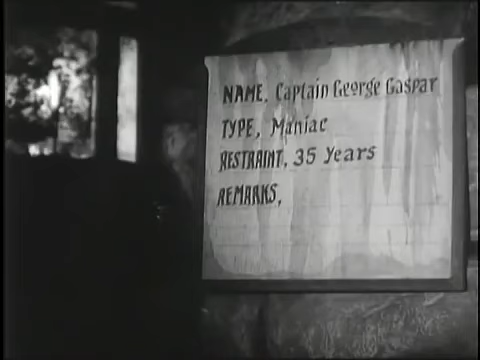 NAME, Captain George Gaspar
TYPE, Maniac
RESTRAINT, 35 Years
REMARKS,